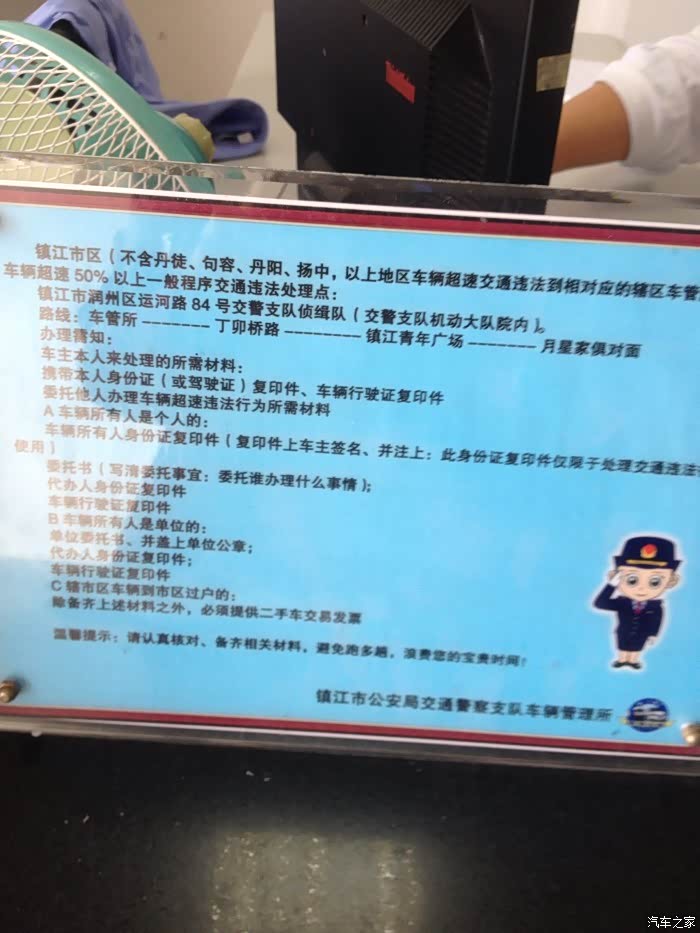 镇江市区（不含丹徒、句容、丹阳、扬中，以上地区车辆超速交通违法到相对应的辖区车管
车辆超速50%以上一般程序交通违法处理点：
镇江市润州区运河路84号交警支队侦缉队（交警支队机动大队院内）。
路线：车管所--------丁卯桥路---------镇江青年广场--------月星家俱对面
办理需知：
车主本人来处理的所需材料：
携带本人身份证（或驾驶证）复印件、车辆行驶证复印件
委托他人办理车辆超速违法行为所需材料
A车辆所有人是个人的：
车辆所有人身份证复印件（复印件上车主签名、并注上：此身份证复印件仅限于处理交通违法
使用）
委托书（写清委托事宜：委托谁办理什么事情）；
代办人身份证复印件
车辆行驶证复印件
B车辆所有人是单位的：
单位委托书、并盖上单位公章；
代办人身份证复印件；
车辆行驶证复印件
C辖市区车辆到市区过户的：
除备齐上述材料之外，必须提供二手车交易发票
温馨提示：请认真核对、备齐相关材料，避免跑多趟，浪费您的宝贵时间！
镇江市公安局交通警察支队车辆管理所
汽车之家